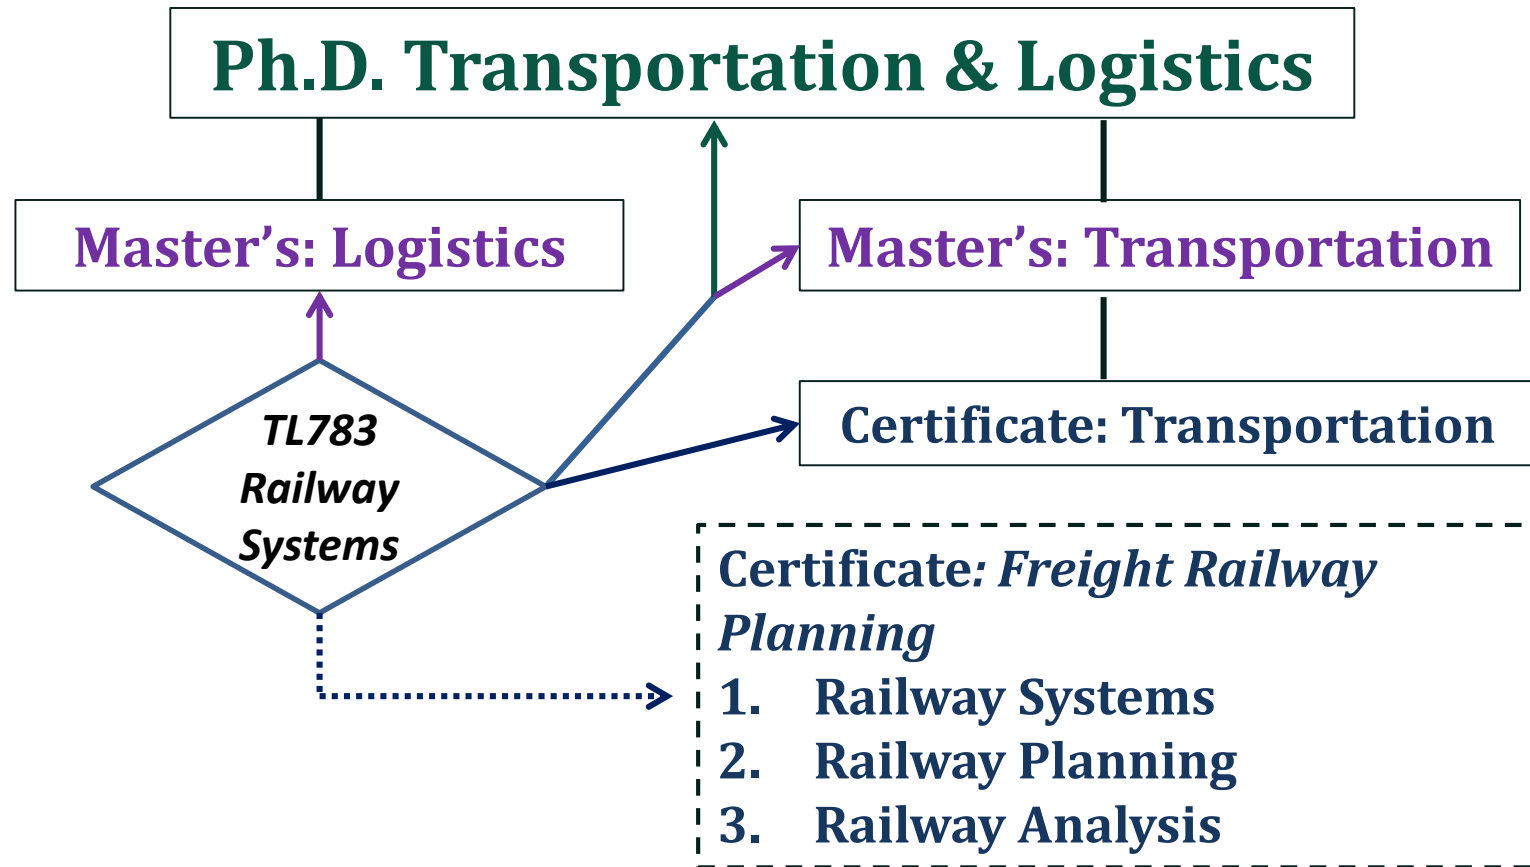 Ph.D. Transportation & Logistics
Master’s: Logistics
Master’s: Transportation
TL783
Railway
Systems
Certificate: Transportation
Certificate: Freight Railway
Planning
1. Railway Systems
2. Railway Planning
3. Railway Analysis